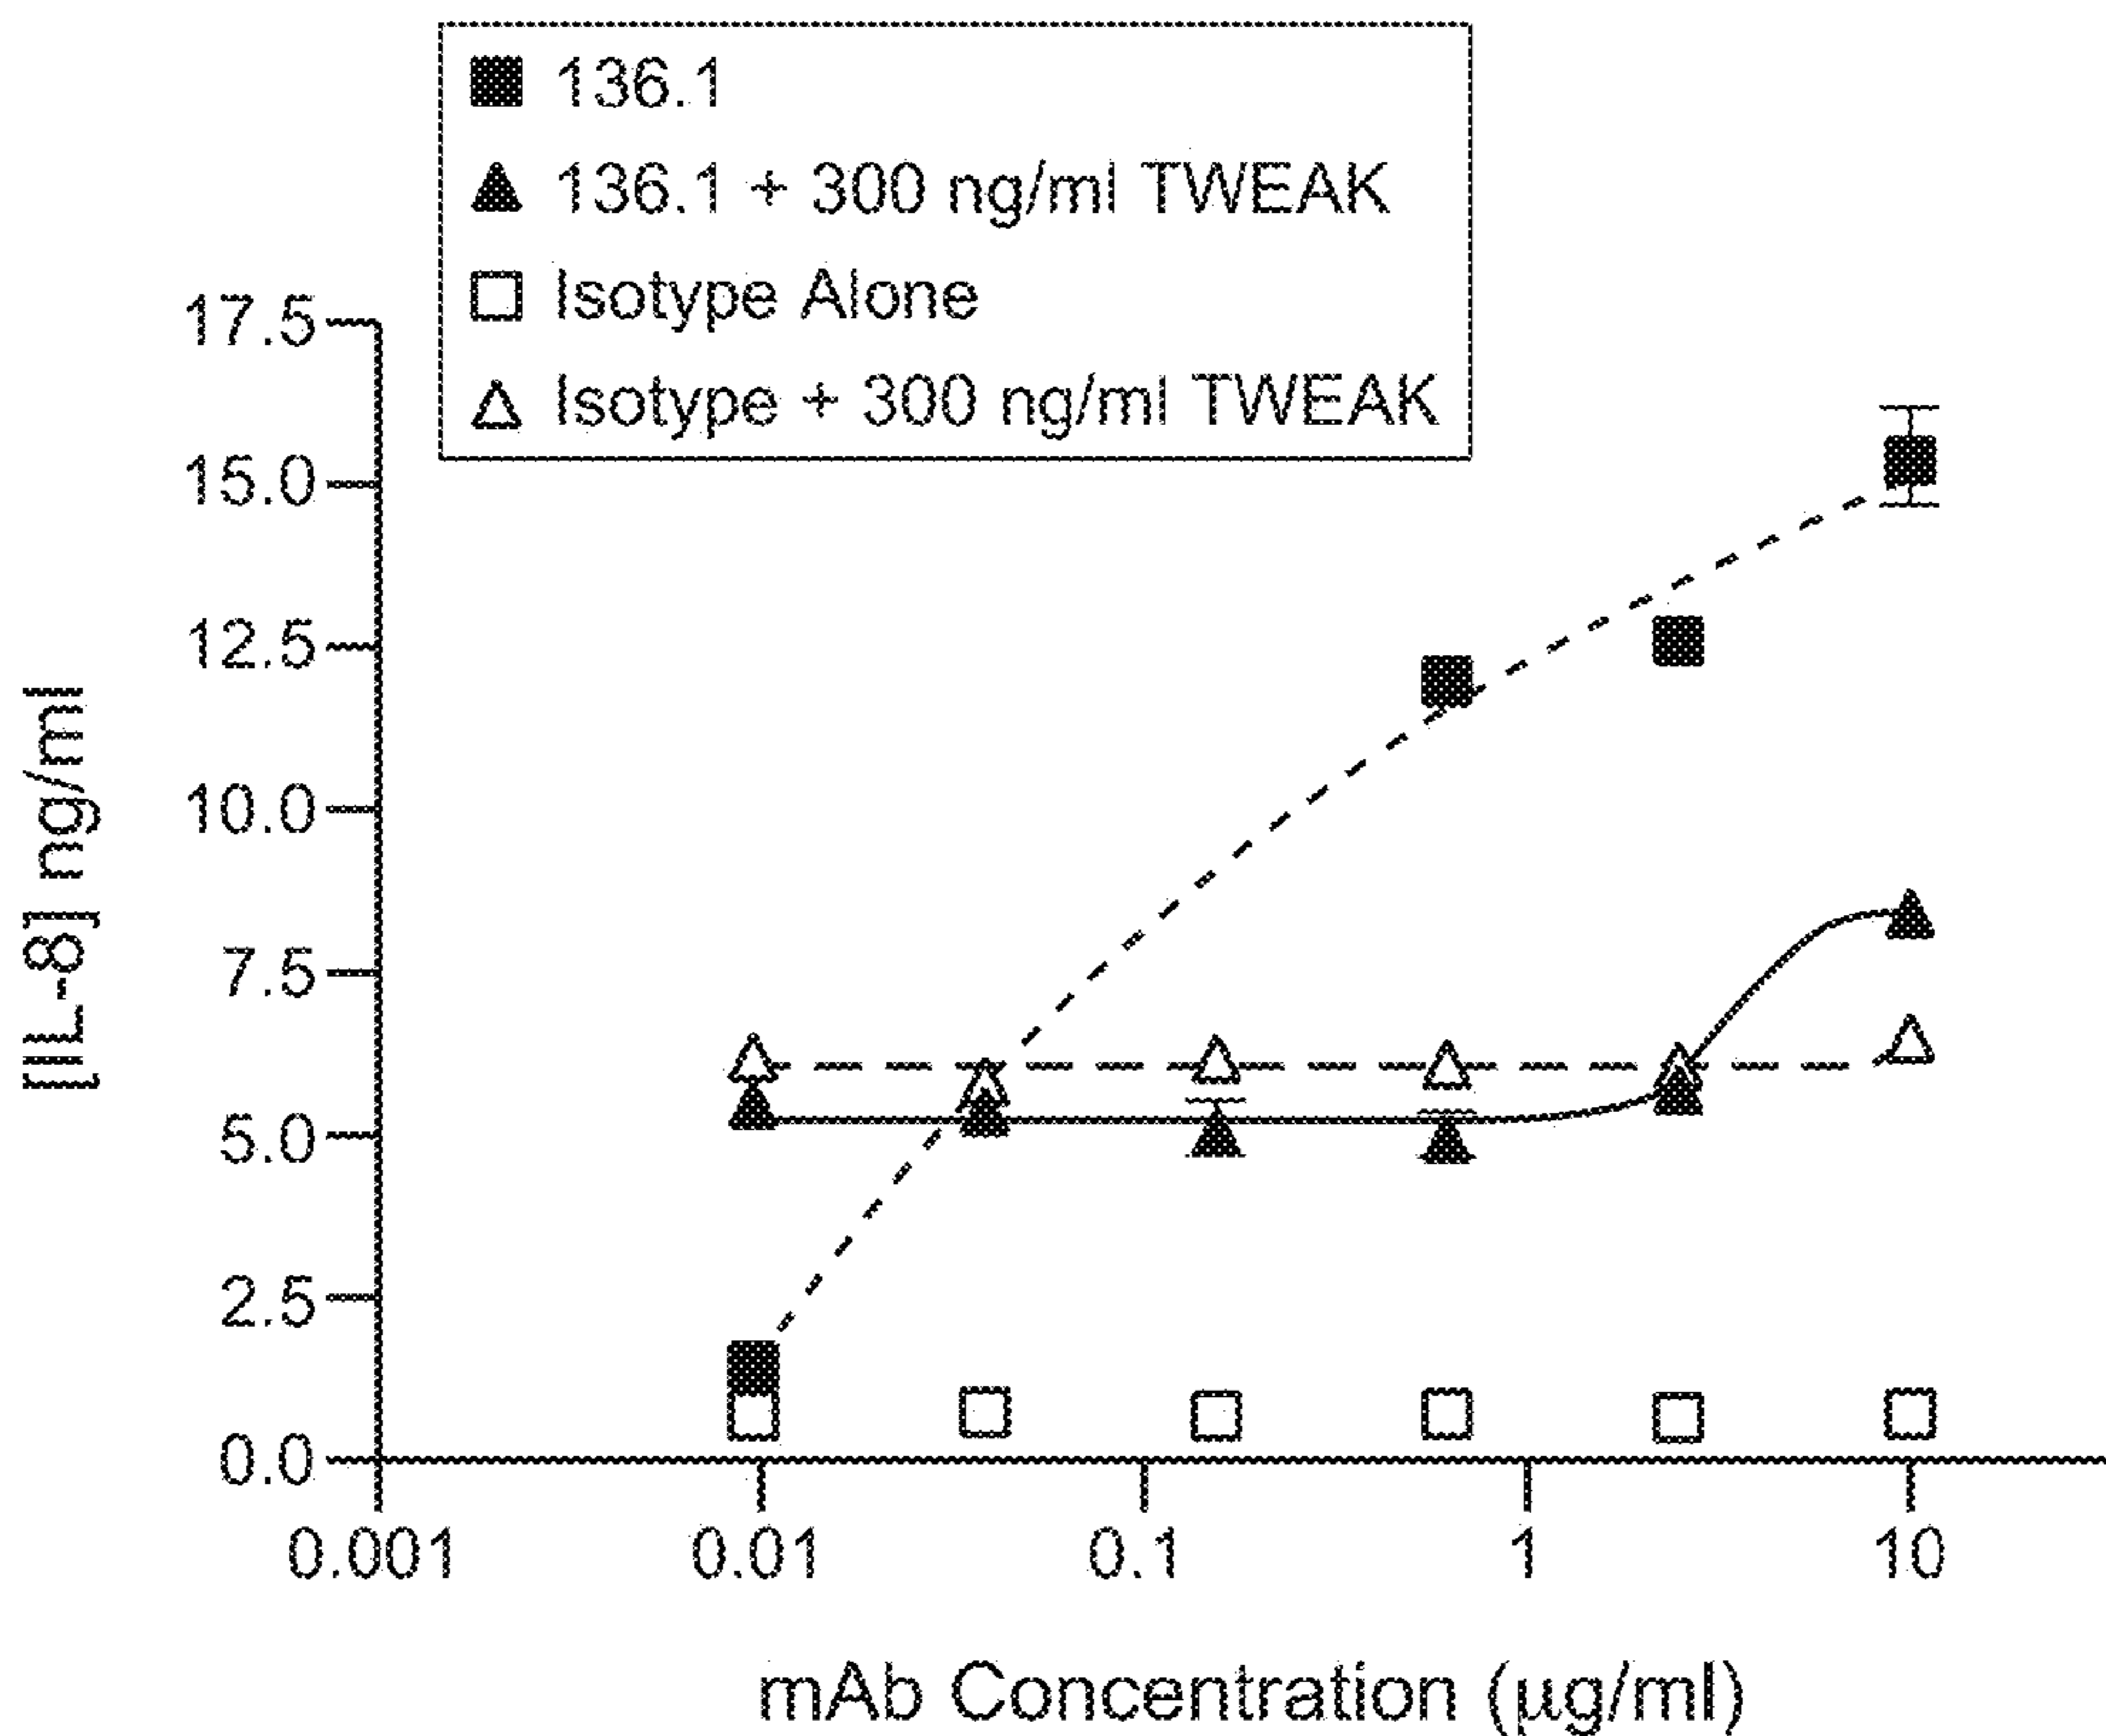 136.1
136.1 + 300 ng/ml TWEAK
Isotype Alone
Isotype + 300 ng/ml TWEAK
17.5
15.0
12.5
10.0
7.5
5.0
2.5
0.0
[IL-8] ng/ml
0.001 0.01 0.1 1 10
mAb Concentration (µg/ml)